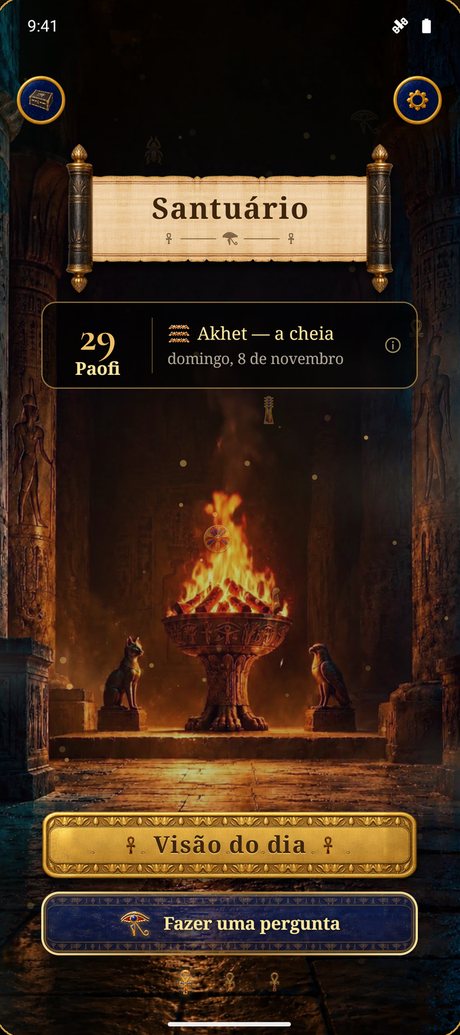 9:41
Santuário
29
Paofi
Akhet — a cheia
domingo, 8 de novembro
Visão do dia
Fazer uma pergunta